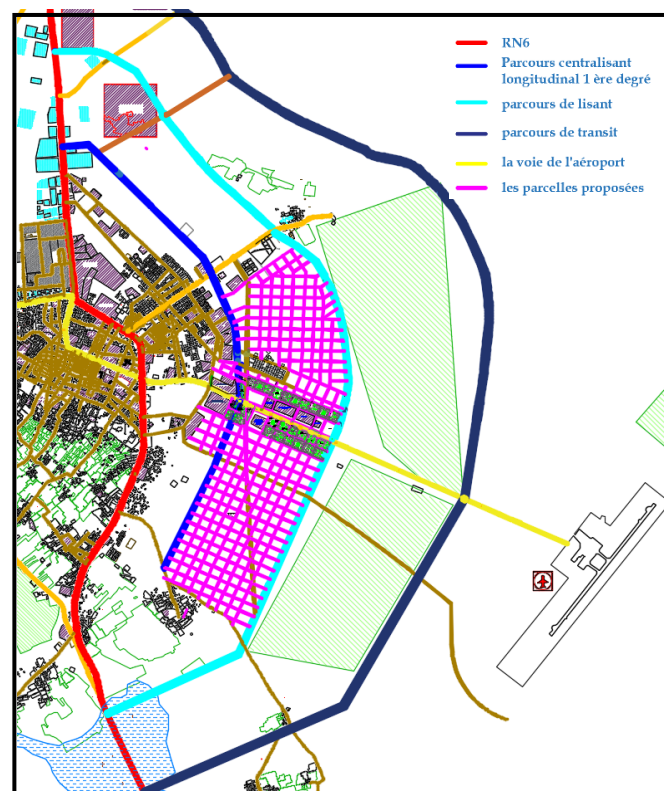 RN6
Parcours centralisant
longitudinal 1 ère degré
parcours de lisant
parcours de transit
la voie de l'aéroport
les parcelles proposées